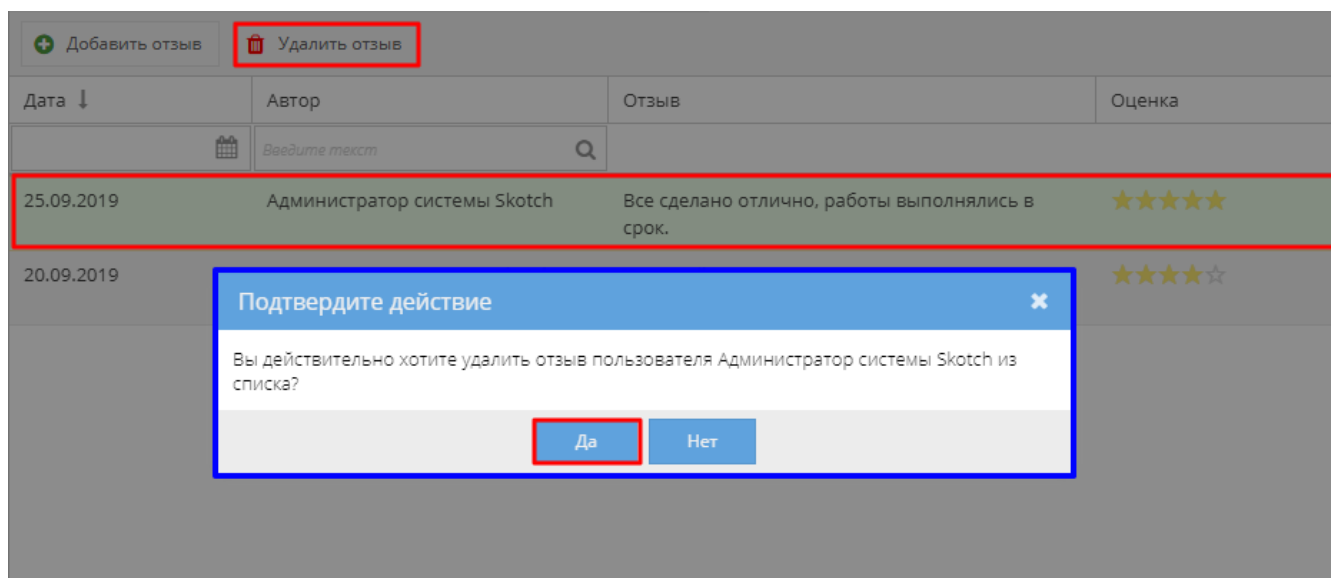 Добавить отзыв Удалить отзыв
Дата Автор Отзыв Оценка
Введите текст
25.09.2019 Администратор системы Skotch Все сделано отлично, работы выполнялись в
срок.
20.09.2019
Подтвердите действие
Вы действительно хотите удалить отзыв пользователя Администратор системы Skotch из
списка?
Да Нет